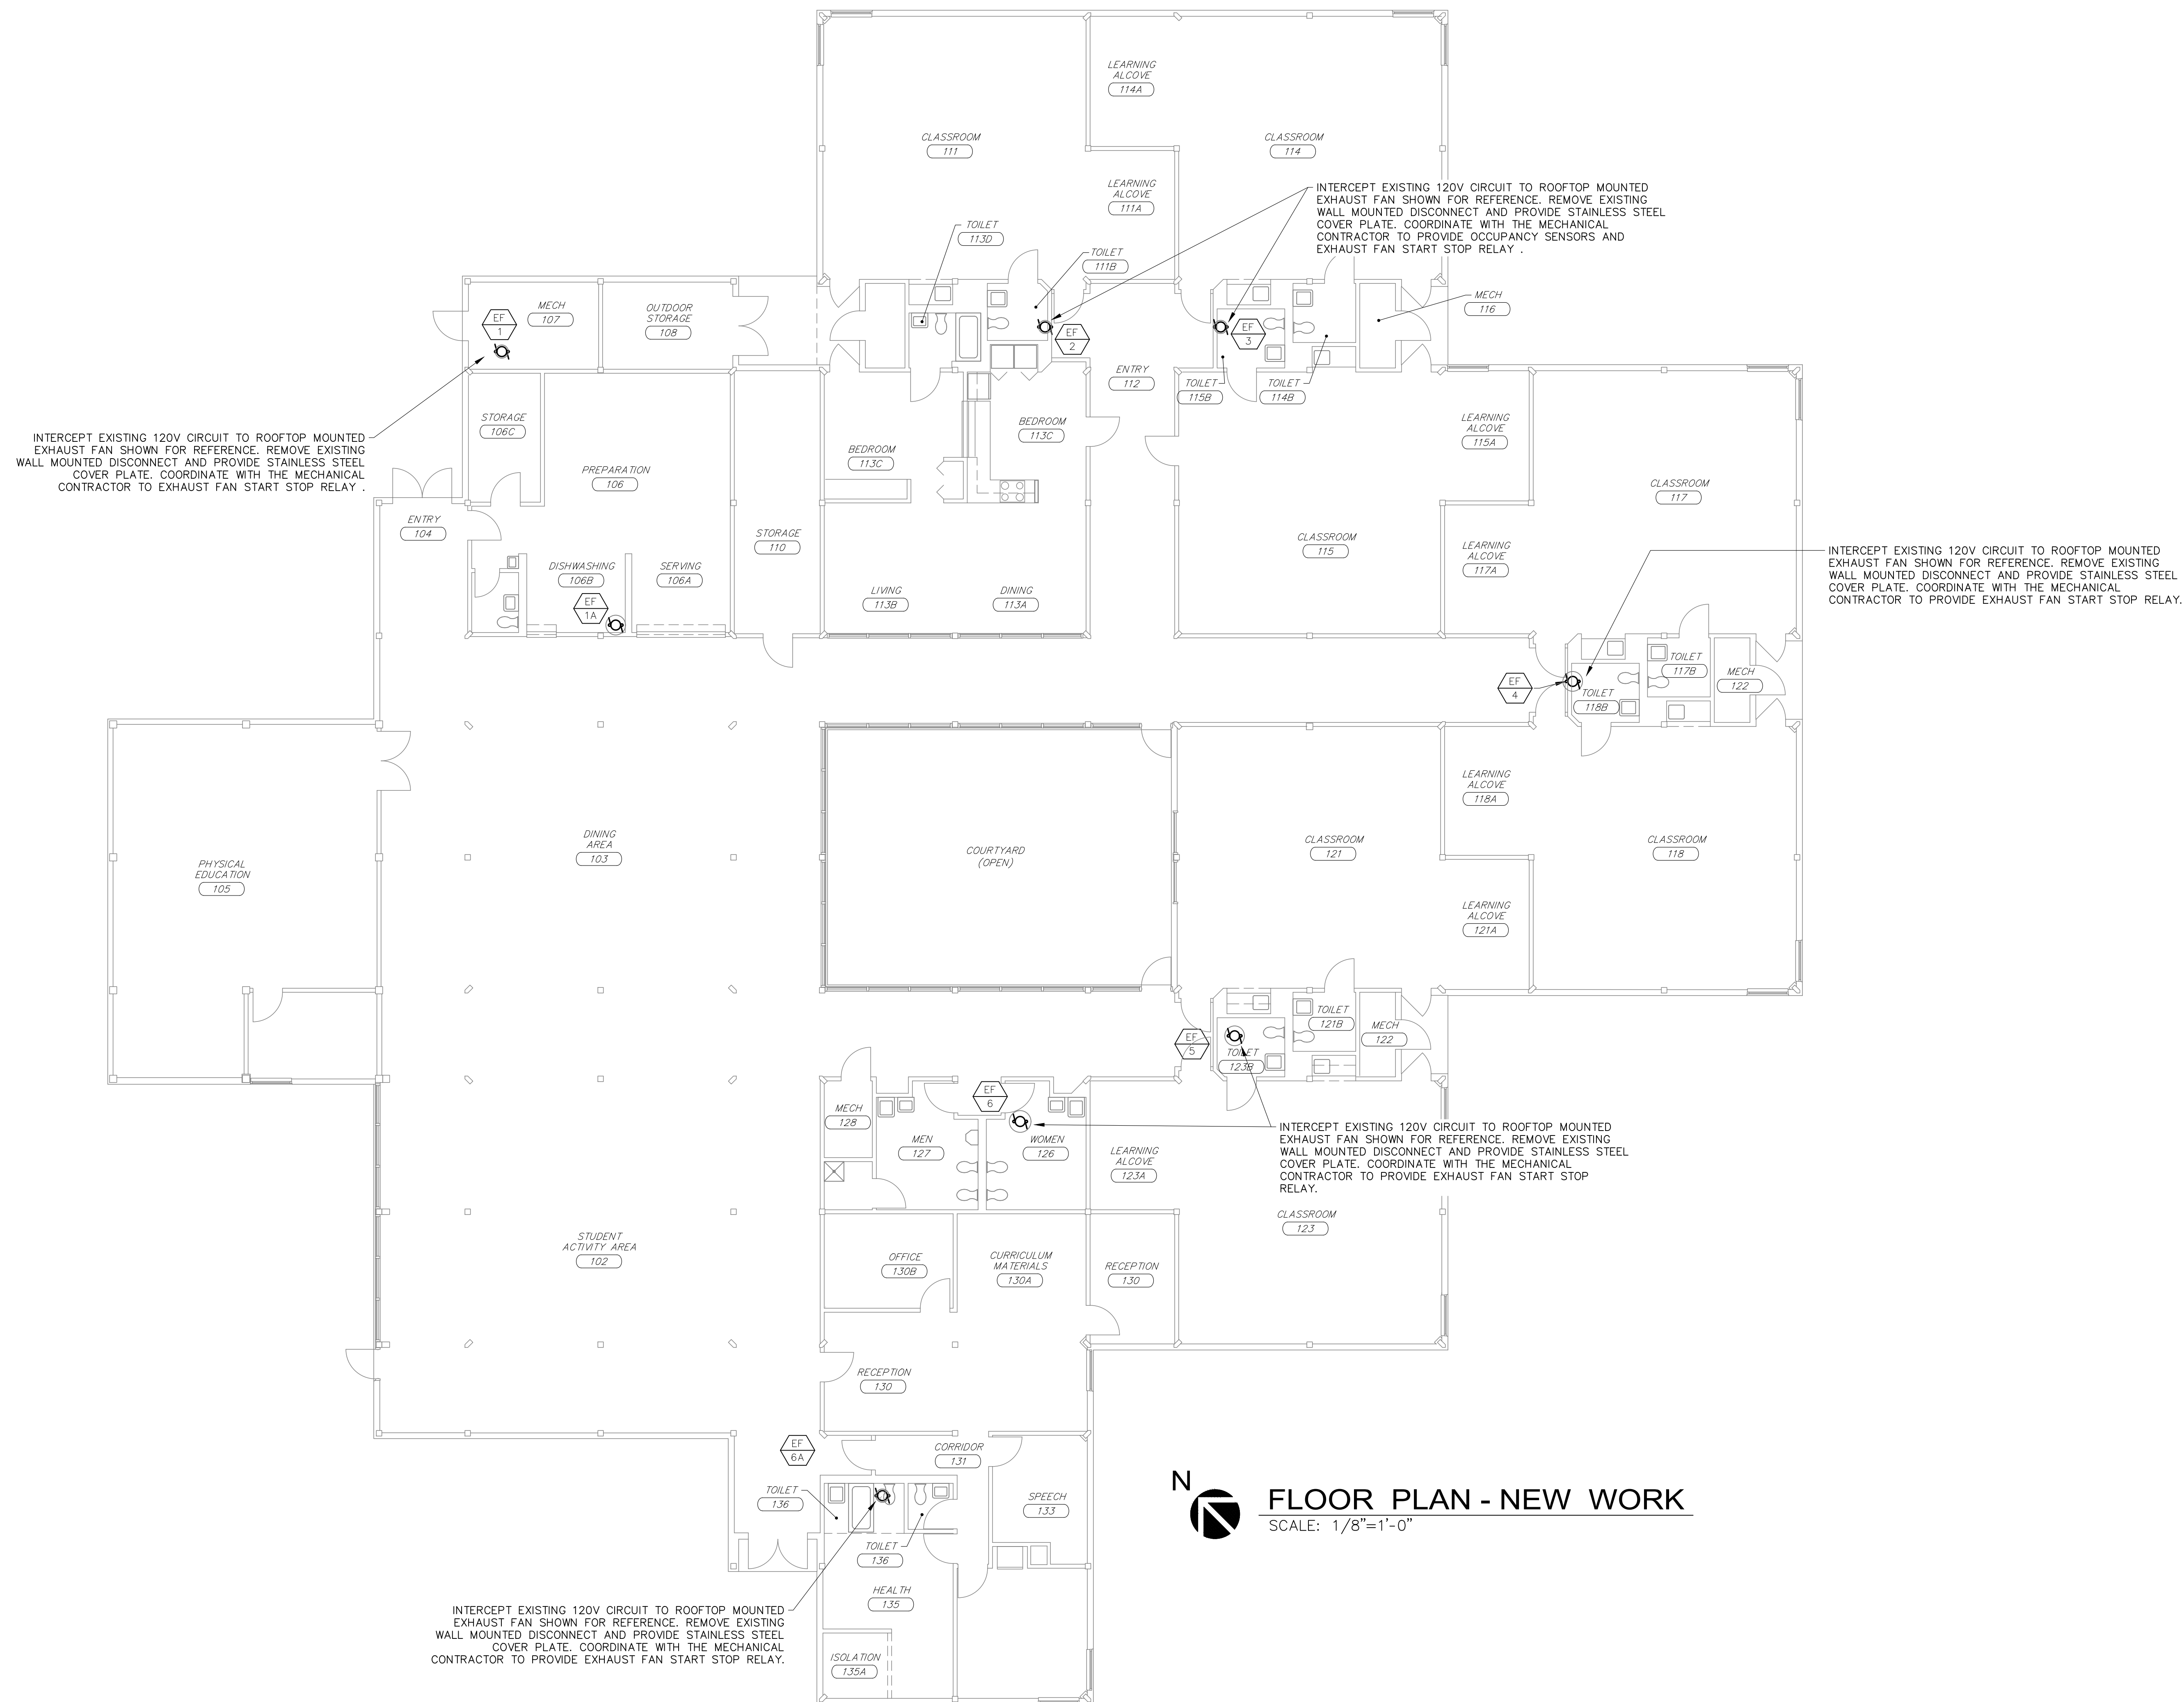 LEARNING
ALCOVE
114A
CLASSROOM
111
CLASSROOM
114
LEARNING
ALCOVE
111A
INTERCEPT EXISTING 120V CIRCUIT TO ROOFTOP MOUNTED
EXHAUST FAN SHOWN FOR REFERENCE. REMOVE EXISTING
WALL MOUNTED DISCONNECT AND PROVIDE STAINLESS STEEL
COVER PLATE. COORDINATE WITH THE MECHANICAL
CONTRACTOR TO PROVIDE OCCUPANCY SENSORS AND
EXHAUST FAN START STOP RELAY .
TOILET
113D
TOILET
111B
MECH
107
EF
1
OUTDOOR
STORAGE
108
MECH
116
EF
2
EF
3
ENTRY
112
TOILET
115B
TOILET
114B
STORAGE
106C
INTERCEPT EXISTING 120V CIRCUIT TO ROOFTOP MOUNTED
EXHAUST FAN SHOWN FOR REFERENCE. REMOVE EXISTING
WALL MOUNTED DISCONNECT AND PROVIDE STAINLESS STEEL
COVER PLATE. COORDINATE WITH THE MECHANICAL
CONTRACTOR TO EXHAUST FAN START STOP RELAY .
BEDROOM
113C
BEDROOM
113C
LEARNING
ALCOVE
115A
PREPARATION
106
CLASSROOM
117
ENTRY
104
STORAGE
110
CLASSROOM
115
LEARNING
ALCOVE
117A
INTERCEPT EXISTING 120V CIRCUIT TO ROOFTOP MOUNTED
EXHAUST FAN SHOWN FOR REFERENCE. REMOVE EXISTING
WALL MOUNTED DISCONNECT AND PROVIDE STAINLESS STEEL
COVER PLATE. COORDINATE WITH THE MECHANICAL
CONTRACTOR TO PROVIDE EXHAUST FAN START STOP RELAY.
DISHWASHING
106B
SERVING
106A
EF
1A
LIVING
113B
DINING
113A
TOILET
117B
MECH
122
EF
4
TOILET
118B
LEARNING
ALCOVE
118A
DINING
AREA
103
PHYSICAL
EDUCATION
105
COURTYARD
(OPEN)
CLASSROOM
121
CLASSROOM
118
LEARNING
ALCOVE
121A
TOILET
121B
MECH
122
EF
5
TOILET
123B
EF
6
MECH
128
MEN
127
WOMEN
126
LEARNING
ALCOVE
123A
INTERCEPT EXISTING 120V CIRCUIT TO ROOFTOP MOUNTED
EXHAUST FAN SHOWN FOR REFERENCE. REMOVE EXISTING
WALL MOUNTED DISCONNECT AND PROVIDE STAINLESS STEEL
COVER PLATE. COORDINATE WITH THE MECHANICAL
CONTRACTOR TO PROVIDE EXHAUST FAN START STOP
RELAY.
CLASSROOM
123
STUDENT
ACTIVITY AREA
102
OFFICE
130B
CURRICULUM
MATERIALS
130A
RECEPTION
130
RECEPTION
130
EF
6A
CORRIDOR
131
TOILET
136
SPEECH
133
N
FLOOR PLAN - NEW WORK
SCALE: 1/8"=1'-0"
TOILET
136
HEALTH
135
INTERCEPT EXISTING 120V CIRCUIT TO ROOFTOP MOUNTED
EXHAUST FAN SHOWN FOR REFERENCE. REMOVE EXISTING
WALL MOUNTED DISCONNECT AND PROVIDE STAINLESS STEEL
COVER PLATE. COORDINATE WITH THE MECHANICAL
CONTRACTOR TO PROVIDE EXHAUST FAN START STOP RELAY.
ISOLATION
135A